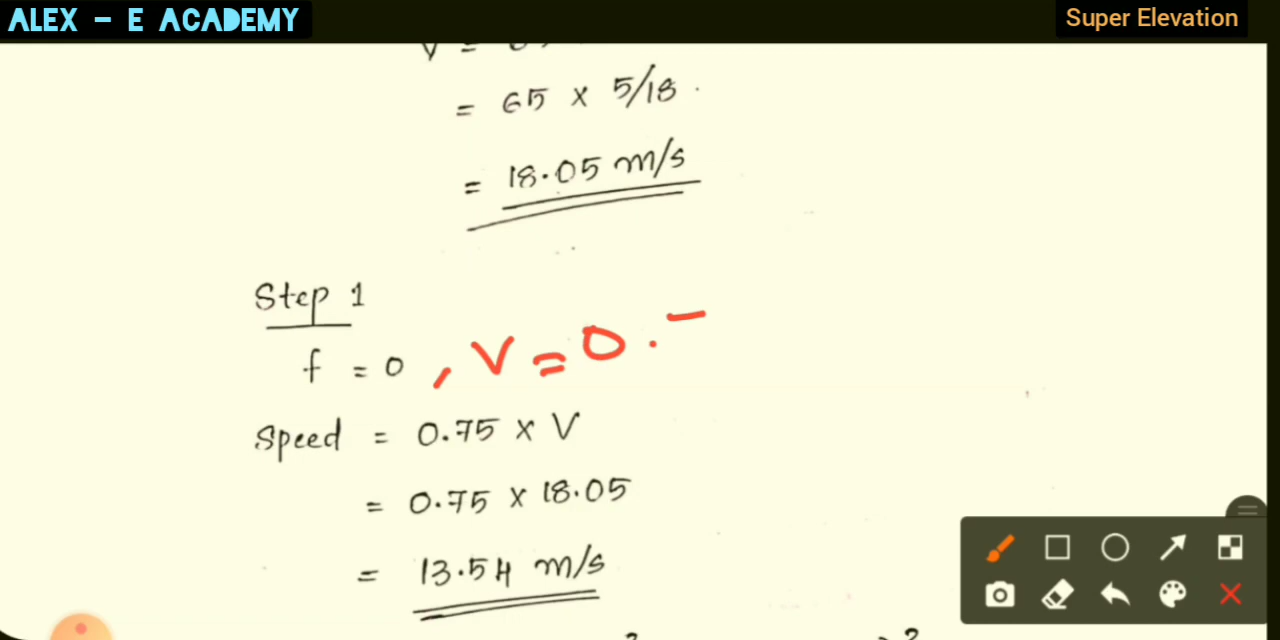 ALEX - E ACADEMY
Super Elevation
= 65 × 5/18
= 18.05 m/s
Step 1
f = 0 , V = 0.
Speed = 0.75 × V
= 0.75 × 18.05
= 13.54 m/s